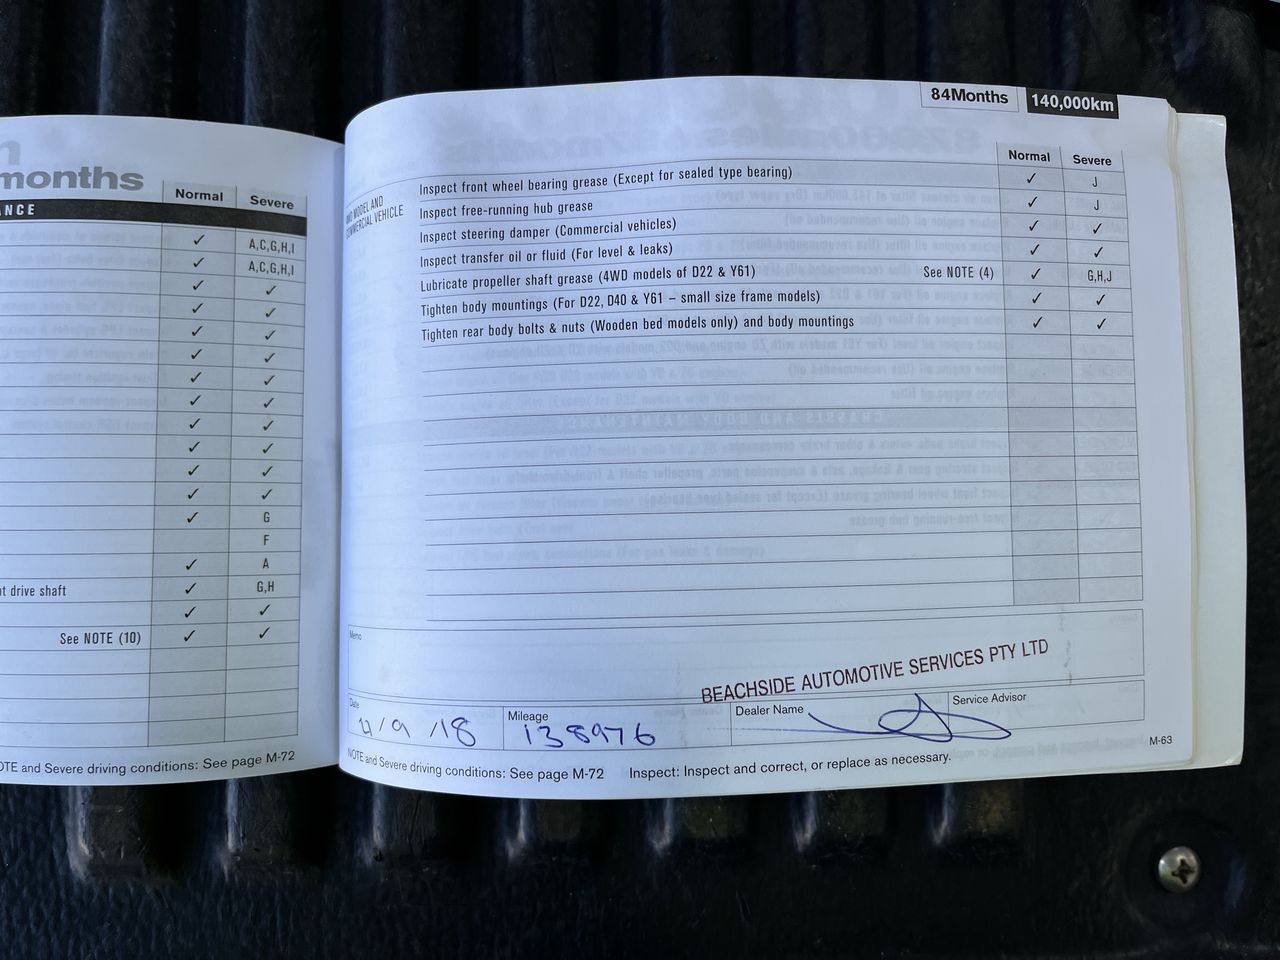 months
Normal Severe
ANCE
✓ A,C,G,H,I
✓ A,C,G,H,I
✓ ✓
✓ ✓
✓ ✓
✓ ✓
✓ ✓
✓ ✓
✓ ✓
✓ ✓
✓ ✓
✓ ✓
✓ G
F
✓ A
nt drive shaft ✓ G,H
✓ ✓
See NOTE (10) ✓ ✓
OTE and Severe driving conditions: See page M-72
84Months 140,000km
Normal Severe
4WD MODEL AND
COMMERCIAL VEHICLE
Inspect front wheel bearing grease (Except for sealed type bearing) ✓ J
Inspect free-running hub grease ✓ J
Inspect steering damper (Commercial vehicles) ✓ ✓
Inspect transfer oil or fluid (For level & leaks) ✓ ✓
Lubricate propeller shaft grease (4WD models of D22 & Y61) See NOTE (4) ✓ G,H,J
Tighten body mountings (For D22, D40 & Y61 – small size frame models) ✓ ✓
Tighten rear body bolts & nuts (Wooden bed models only) and body mountings ✓ ✓
Memo
BEACHSIDE AUTOMOTIVE SERVICES PTY LTD
Date Mileage Dealer Name Service Advisor
/9/18 138976
NOTE and Severe driving conditions: See page M-72 Inspect: Inspect and correct, or replace as necessary.
M-63